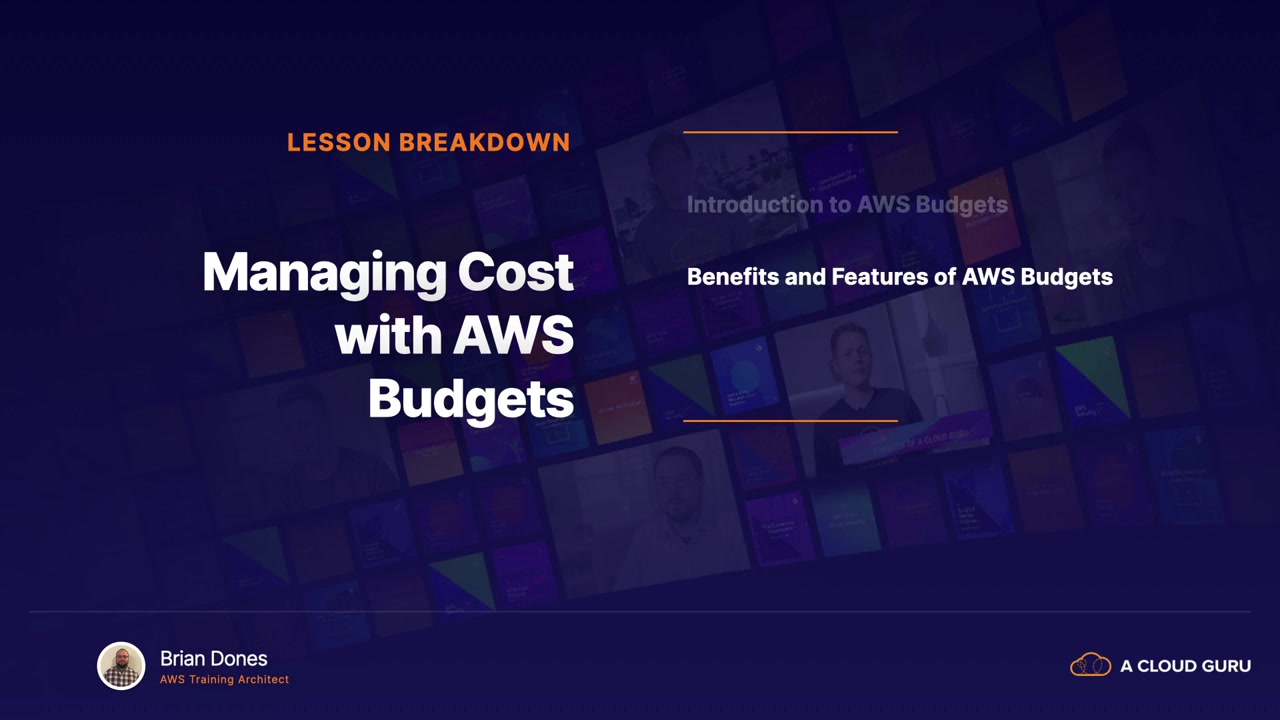 LESSON BREAKDOWN
Managing Cost
with AWS
Budgets
Introduction to AWS Budgets
Benefits and Features of AWS Budgets
Brian Dones
AWS Training Architect
A CLOUD GURU